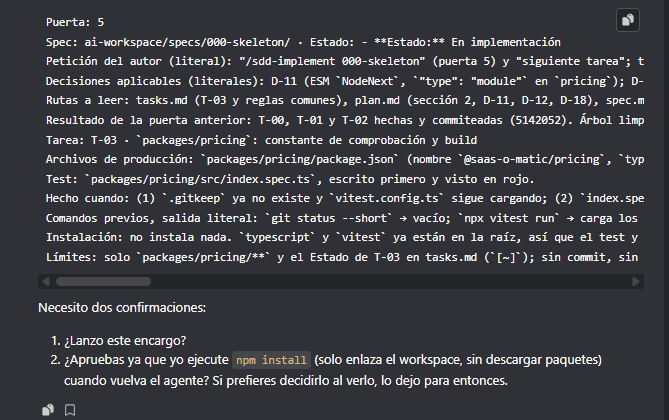 Puerta: 5
Spec: ai-workspace/specs/000-skeleton/ · Estado: - **Estado:** En implementación
Petición del autor (literal): "/sdd-implement 000-skeleton" (puerta 5) y "siguiente tarea"; t
Decisiones aplicables (literales): D-11 (ESM `NodeNext`, `"type": "module"` en `pricing`); D-
Rutas a leer: tasks.md (T-03 y reglas comunes), plan.md (sección 2, D-11, D-12, D-18), spec.m
Resultado de la puerta anterior: T-00, T-01 y T-02 hechas y commiteadas (5142052). Árbol limp
Tarea: T-03 · `packages/pricing`: constante de comprobación y build
Archivos de producción: `packages/pricing/package.json` (nombre `@saas-o-matic/pricing`, `typ
Test: `packages/pricing/src/index.spec.ts`, escrito primero y visto en rojo.
Hecho cuando: (1) `.gitkeep` ya no existe y `vitest.config.ts` sigue cargando; (2) `index.spe
Comandos previos, salida literal: `git status --short` → vacío; `npx vitest run` → carga los
Instalación: no instala nada. `typescript` y `vitest` ya están en la raíz, así que el test y
Límites: solo `packages/pricing/**` y el Estado de T-03 en tasks.md (`[~]`); sin commit, sin
Necesito dos confirmaciones:
1. ¿Lanzo este encargo?
2. ¿Apruebas ya que yo ejecute npm install (solo enlaza el workspace, sin descargar paquetes)
cuando vuelva el agente? Si prefieres decidirlo al verlo, lo dejo para entonces.